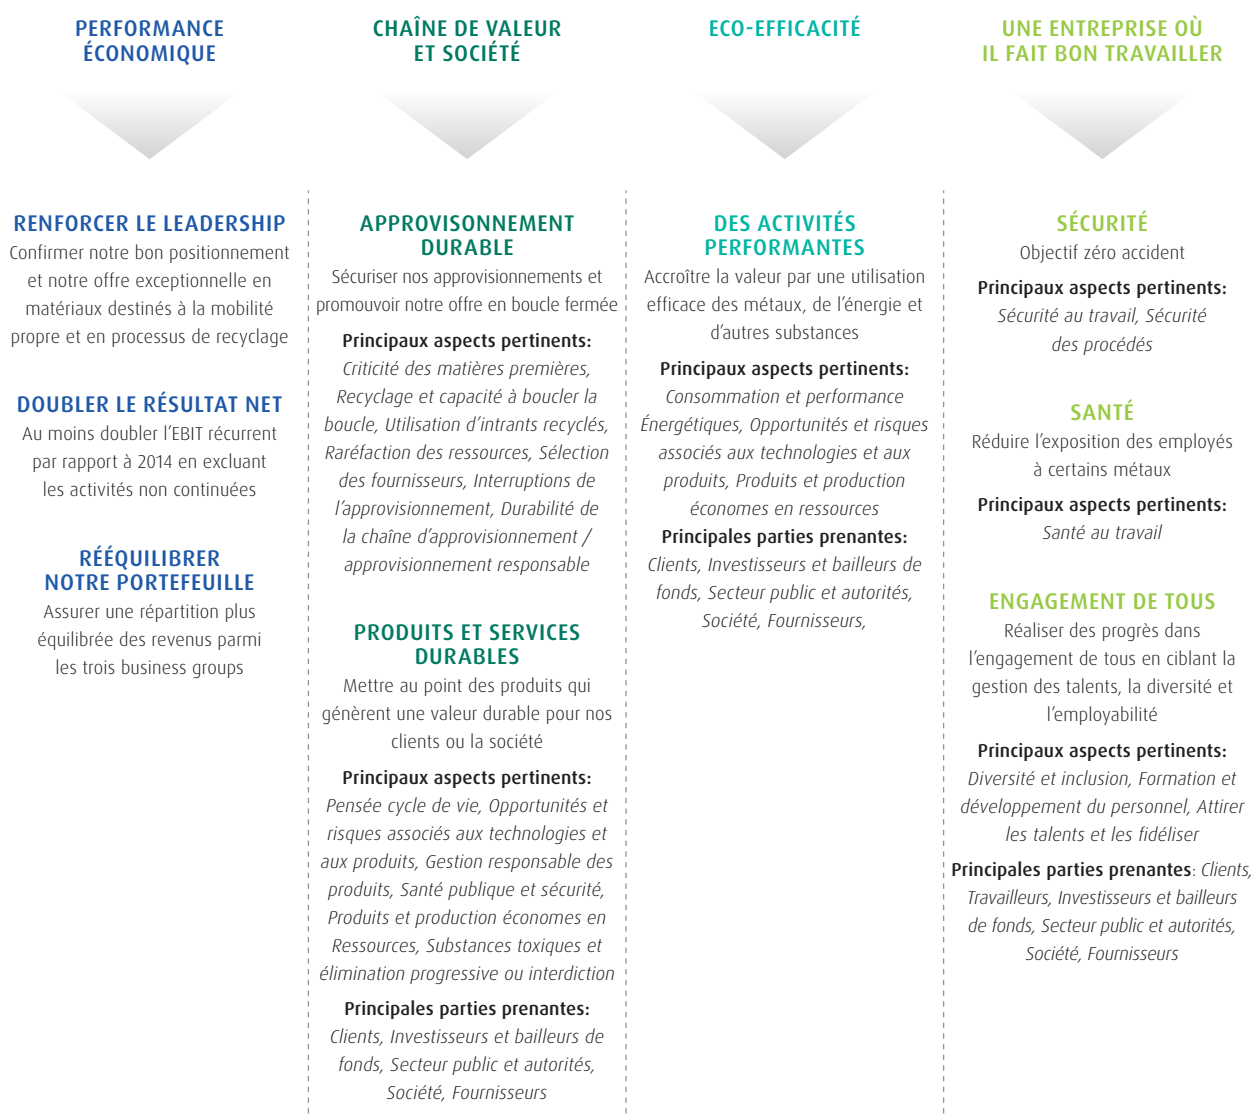 PERFORMANCE
ÉCONOMIQUE
RENFORCER LE LEADERSHIP
Confirmer notre bon positionnement
et notre offre exceptionnelle en
matériaux destinés à la mobilité
propre et en processus de recyclage
DOUBLER LE RÉSULTAT NET
Au moins doubler l’EBIT récurrent
par rapport à 2014 en excluant
les activités non continuées
RÉÉQUILIBRER
NOTRE PORTEFEUILLE
Assurer une répartition plus
équilibrée des revenus parmi
les trois business groups
CHAÎNE DE VALEUR
ET SOCIÉTÉ
APPROVISONNEMENT
DURABLE
Sécuriser nos approvisionnements et
promouvoir notre offre en boucle fermée
Principaux aspects pertinents:
Criticité des matières premières,
Recyclage et capacité à boucler la
boucle, Utilisation d’intrants recyclés,
Raréfaction des ressources, Sélection
des fournisseurs, Interruptions de
l’approvisionnement, Durabilité de
la chaîne d’approvisionnement /
approvisionnement responsable
PRODUITS ET SERVICES
DURABLES
Mettre au point des produits qui
génèrent une valeur durable pour nos
clients ou la société
Principaux aspects pertinents:
Pensée cycle de vie, Opportunités et
risques associés aux technologies et
aux produits, Gestion responsable des
produits, Santé publique et sécurité,
Produits et production économes en
Ressources, Substances toxiques et
élimination progressive ou interdiction
Principales parties prenantes:
Clients, Investisseurs et bailleurs de
fonds, Secteur public et autorités,
Société, Fournisseurs
ECO-EFFICACITÉ
DES ACTIVITÉS
PERFORMANTES
Accroître la valeur par une utilisation
efficace des métaux, de l’énergie et
d’autres substances
Principaux aspects pertinents:
Consommation et performance
Énergétiques, Opportunités et risques
associés aux technologies et aux
produits, Produits et production
économes en ressources
Principales parties prenantes:
Clients, Investisseurs et bailleurs de
fonds, Secteur public et autorités,
Société, Fournisseurs,
UNE ENTREPRISE OÙ
IL FAIT BON TRAVAILLER
SÉCURITÉ
Objectif zéro accident
Principaux aspects pertinents:
Sécurité au travail, Sécurité
des procédés
SANTÉ
Réduire l’exposition des employés
à certains métaux
Principaux aspects pertinents:
Santé au travail
ENGAGEMENT DE TOUS
Réaliser des progrès dans
l’engagement de tous en ciblant la
gestion des talents, la diversité et
l’employabilité
Principaux aspects pertinents:
Diversité et inclusion, Formation et
développement du personnel, Attirer
les talents et les fidéliser
Principales parties prenantes: Clients,
Travailleurs, Investisseurs et bailleurs
de fonds, Secteur public et autorités,
Société, Fournisseurs